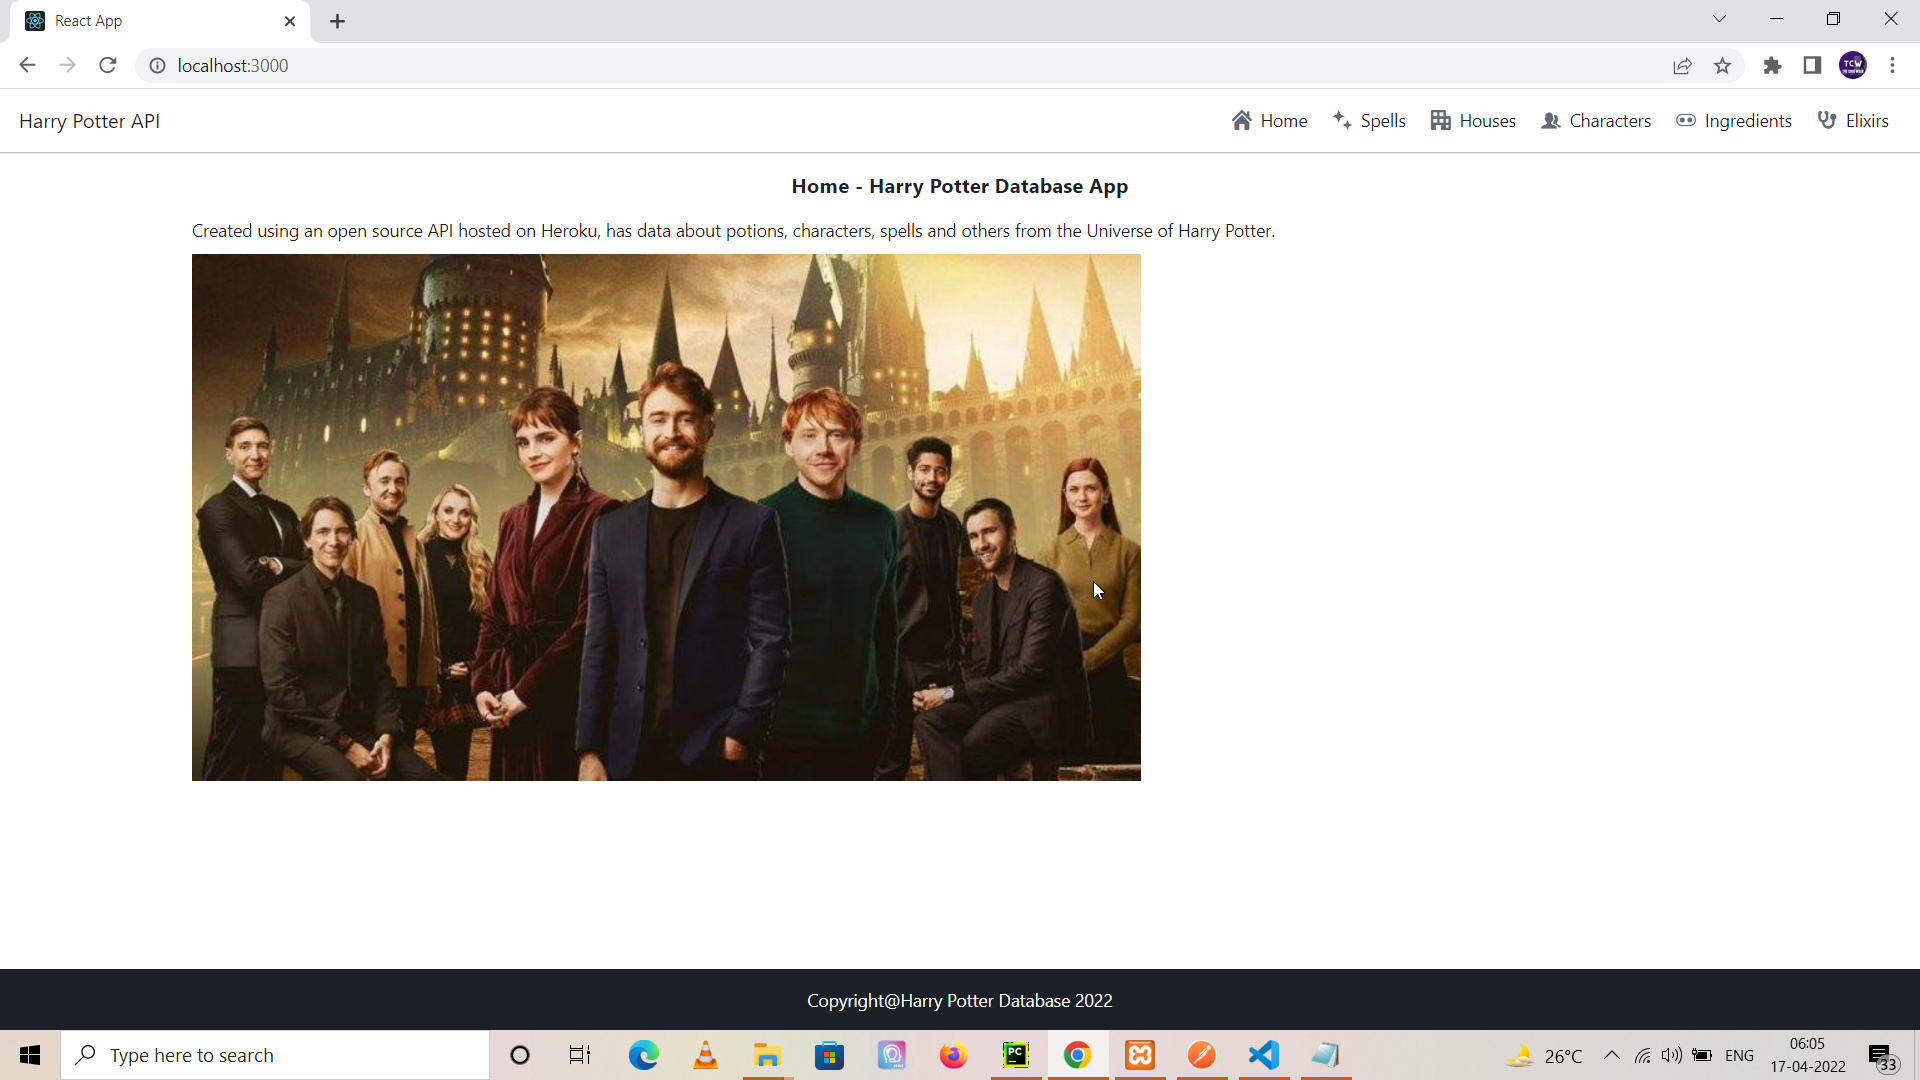 React App
localhost:3000
TCW
Harry Potter API
Home
Spells
Houses
Characters
Ingredients
Elixirs
Home - Harry Potter Database App
Created using an open source API hosted on Heroku, has data about potions, characters, spells and others from the Universe of Harry Potter.
Copyright@Harry Potter Database 2022
Type here to search
PC
26°C
ENG
06:05
17-04-2022
33